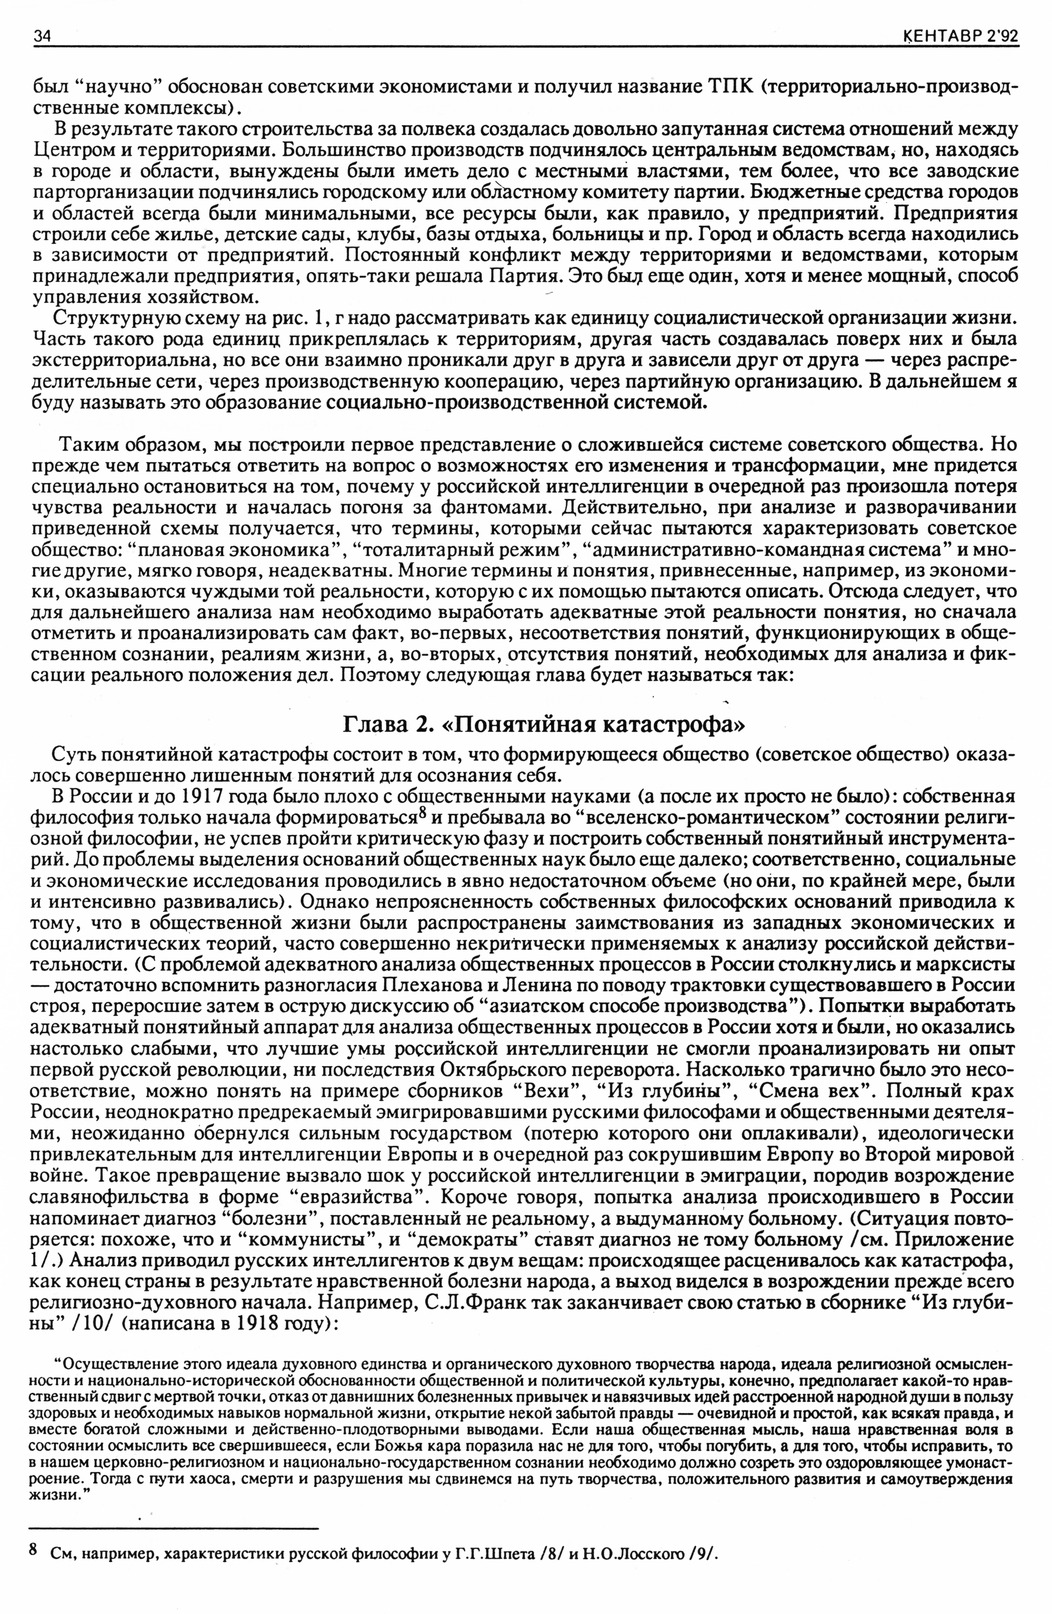 34
КЕНТАВР 2'92
был “научно” обоснован советскими экономистами и получил название ТПК (территориально-производ-
ственные комплексы).
В результате такого строительства за полвека создалась довольно запутанная система отношений между
Центром и территориями. Большинство производств подчинялось центральным ведомствам, но, находясь
в городе и области, вынуждены были иметь дело с местными властями, тем более, что все заводские
парторганизации подчинялись городскому или областному комитету партии. Бюджетные средства городов
и областей всегда были минимальными, все ресурсы были, как правило, у предприятий. Предприятия
строили себе жилье, детские сады, клубы, базы отдыха, больницы и пр. Город и область всегда находились
в зависимости от предприятий. Постоянный конфликт между территориями и ведомствами, которым
принадлежали предприятия, опять-таки решала Партия. Это был еще один, хотя и менее мощный, способ
управления хозяйством.
Структурную схему на рис. 1, г надо рассматривать как единицу социалистической организации жизни.
Часть такого рода единиц прикреплялась к территориям, другая часть создавалась поверх них и была
экстерриториальна, но все они взаимно проникали друг в друга и зависели друг от друга — через распре-
делительные сети, через производственную кооперацию, через партийную организацию. В дальнейшем я
буду называть это образование социально-производственной системой.
Таким образом, мы построили первое представление о сложившейся системе советского общества. Но
прежде чем пытаться ответить на вопрос о возможностях его изменения и трансформации, мне придется
специально остановиться на том, почему у российской интеллигенции в очередной раз произошла потеря
чувства реальности и началась погоня за фантомами. Действительно, при анализе и разворачивании
приведенной схемы получается, что термины, которыми сейчас пытаются характеризовать советское
общество: “плановая экономика”, “тоталитарный режим”, “административно-командная система” и мно-
гие другие, мягко говоря, неадекватны. Многие термины и понятия, привнесенные, например, из экономи-
ки, оказываются чуждыми той реальности, которую с их помощью пытаются описать. Отсюда следует, что
для дальнейшего анализа нам необходимо выработать адекватные этой реальности понятия, но сначала
отметить и проанализировать сам факт, во-первых, несоответствия понятий, функционирующих в обще-
ственном сознании, реалиям жизни, а, во-вторых, отсутствия понятий, необходимых для анализа и фик-
сации реального положения дел. Поэтому следующая глава будет называться так:
Глава 2. «Понятийная катастрофа»
Суть понятийной катастрофы состоит в том, что формирующееся общество (советское общество) оказа-
лось совершенно лишенным понятий для осознания себя.
В России и до 1917 года было плохо с общественными науками (а после их просто не было): собственная
философия только начала формироваться8 и пребывала во “вселенско-романтическом” состоянии религи-
озной философии, не успев пройти критическую фазу и построить собственный понятийный инструмента-
рий. До проблемы выделения оснований общественных наук было еще далеко; соответственно, социальные
и экономические исследования проводились в явно недостаточном объеме (но они, по крайней мере, были
и интенсивно развивались). Однако непроясненность собственных философских оснований приводила к
тому, что в общественной жизни были распространены заимствования из западных экономических и
социалистических теорий, часто совершенно некритически применяемых к анализу российской действи-
тельности. (С проблемой адекватного анализа общественных процессов в России столкнулись и марксисты
— достаточно вспомнить разногласия Плеханова и Ленина по поводу трактовки существовавшего в России
строя, переросшие затем в острую дискуссию об “азиатском способе производства”). Попытки выработать
адекватный понятийный аппарат для анализа общественных процессов в России хотя и были, но оказались
настолько слабыми, что лучшие умы российской интеллигенции не смогли проанализировать ни опыт
первой русской революции, ни последствия Октябрьского переворота. Насколько трагично было это несо-
ответствие, можно понять на примере сборников “Вехи”, “Из глубины”, “Смена вех”. Полный крах
России, неоднократно предрекаемый эмигрировавшими русскими философами и общественными деятеля-
ми, неожиданно обернулся сильным государством (потерю которого они оплакивали), идеологически
привлекательным для интеллигенции Европы и в очередной раз сокрушившим Европу во Второй мировой
войне. Такое превращение вызвало шок у российской интеллигенции в эмиграции, породив возрождение
славянофильства в форме “евразийства”. Короче говоря, попытка анализа происходившего в России
напоминает диагноз “болезни”, поставленный не реальному, а выдуманному больному. (Ситуация повто-
ряется: похоже, что и “коммунисты”, и “демократы” ставят диагноз не тому больному /см. Приложение
1/.) Анализ приводил русских интеллигентов к двум вещам: происходящее расценивалось как катастрофа,
как конец страны в результате нравственной болезни народа, а выход виделся в возрождении прежде всего
религиозно-духовного начала. Например, С.Л.Франк так заканчивает свою статью в сборнике “Из глуби-
ны” /10/ (написана в 1918 году):
“Осуществление этого идеала духовного единства и органического духовного творчества народа, идеала религиозной осмыслен-
ности и национально-исторической обоснованности общественной и политической культуры, конечно, предполагает какой-то нрав-
ственный сдвиг с мертвой точки, отказ от давнишних болезненных привычек и навязчивых идей расстроенной народной души в пользу
здоровых и необходимых навыков нормальной жизни, открытие некой забытой правды — очевидной и простой, как всякая правда, и
вместе богатой сложными и действенно-плодотворными выводами. Если наша общественная мысль, наша нравственная воля в
состоянии осмыслить все свершившееся, если Божья кара поразила нас не для того, чтобы погубить, а для того, чтобы исправить, то
в нашем церковно-религиозном и национально-государственном сознании необходимо должно созреть это оздоровляющее умонаст-
роение. Тогда с пути хаоса, смерти и разрушения мы сдвинемся на путь творчества, положительного развития и самоутверждения
жизни.”
8 См, например, характеристики русской философии у Г.Г.Шпета /8/ и Н.О.Лосского /9/.